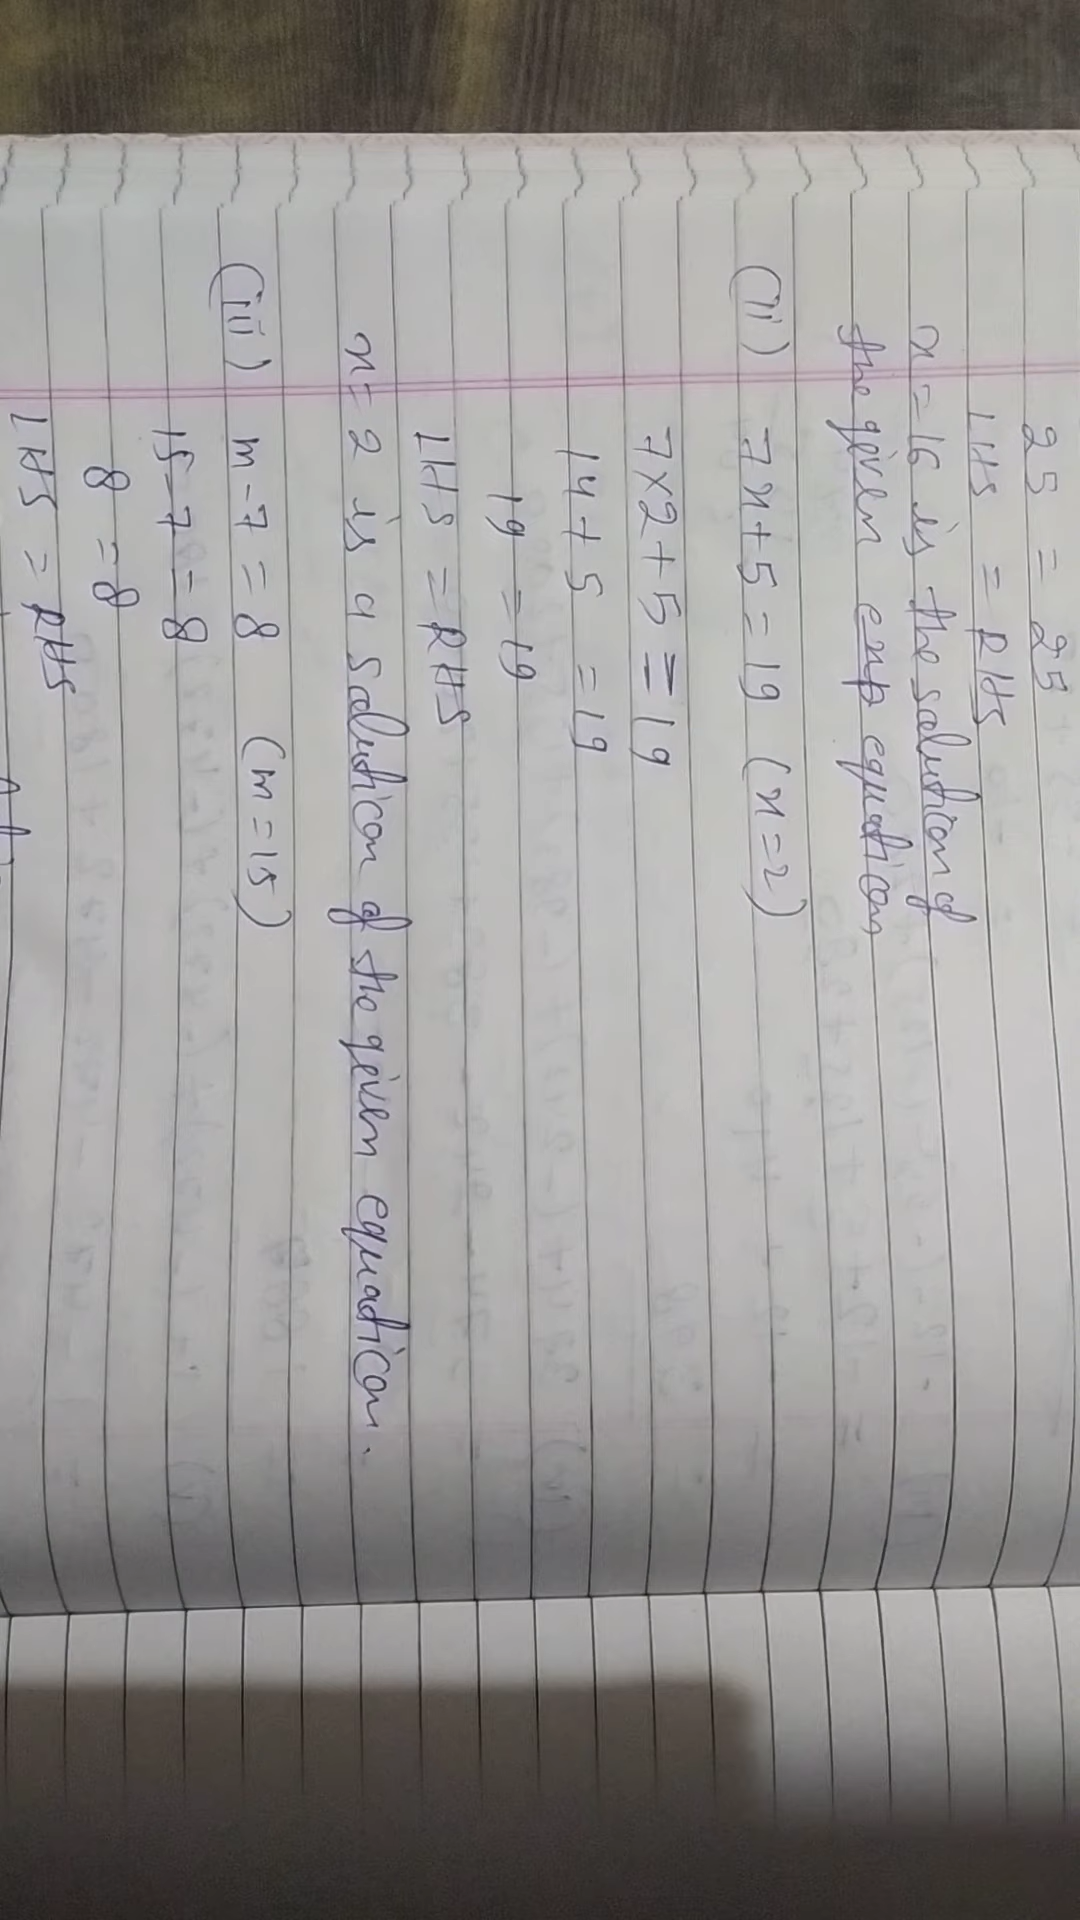 25 = 25
LHS = RHS
x = 16 is the solution of
the given exp equation
(ii) 7x + 5 = 19 (x = 2)
7 × 2 + 5 = 19
14 + 5 = 19
19 = 19
LHS = RHS
x = 2 is a solution of the given equation.
(iii) m - 7 = 8 (m = 15)
15 - 7 = 8
8 = 8
LHS = RHS